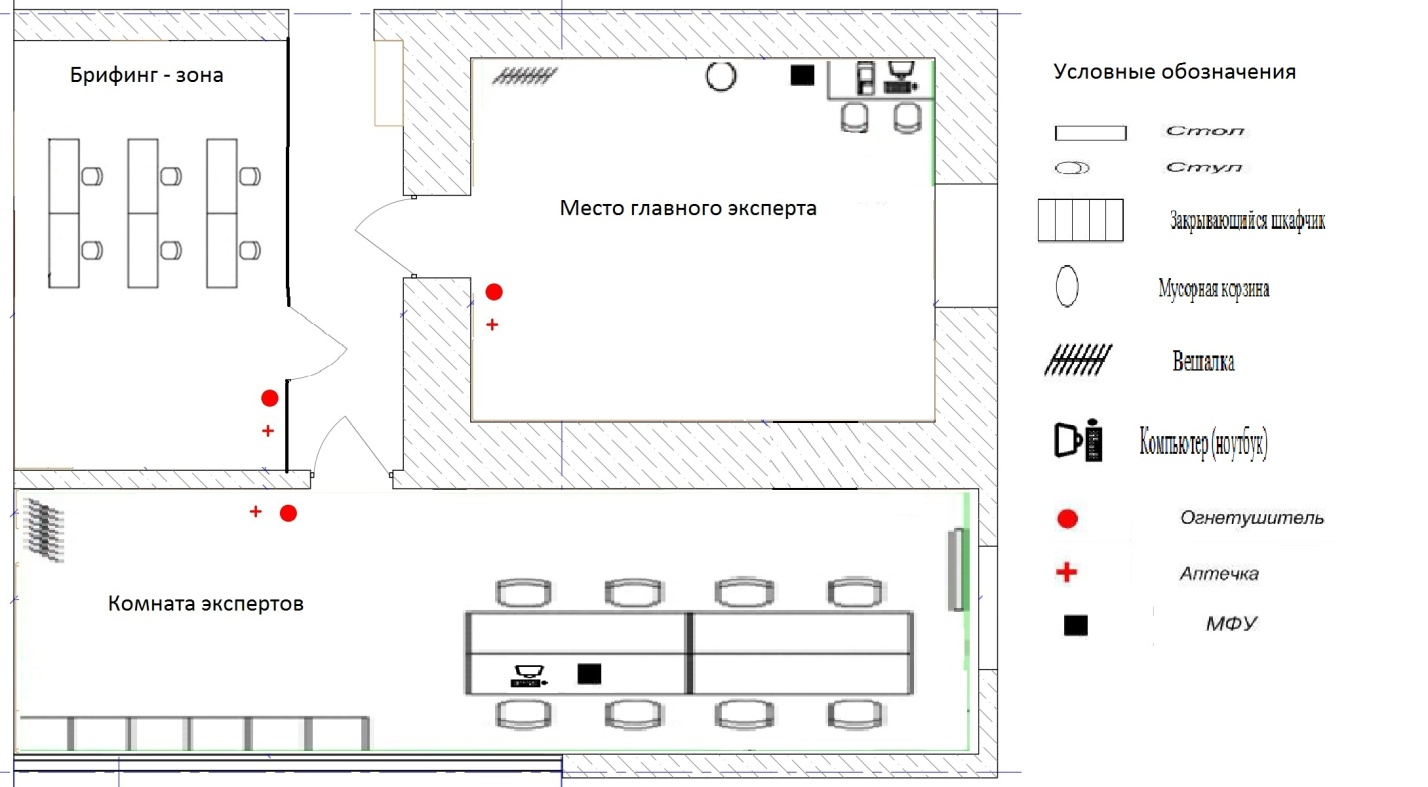 Брифинг - зона
Место главного эксперта
Комната экспертов
Условные обозначения
Стол
Стул
Закрывающийся шкафчик
Мусорная корзина
Вешалка
Компьютер (ноутбук)
Огнетушитель
Аптечка
МФУ